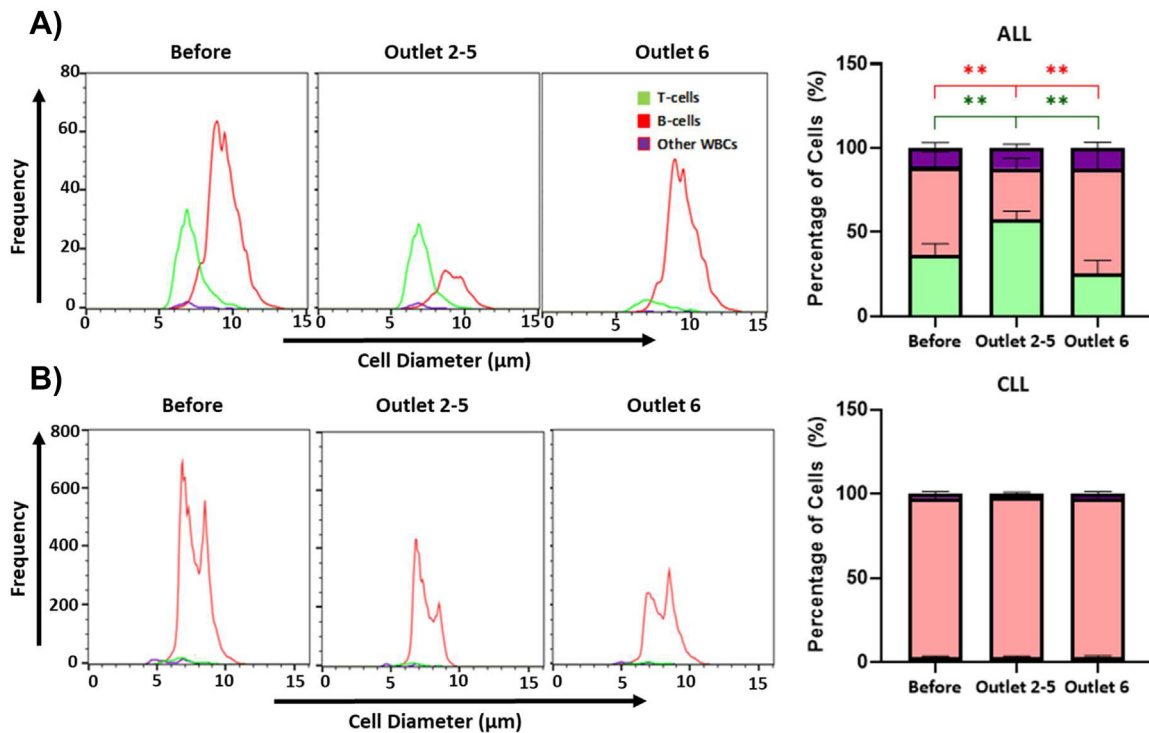 A)
Before
Outlet 2-5
Outlet 6
80
60
40
20
0
Frequency
T-cells
B-cells
Other WBCs
0 5 10 15
0 5 10 15
0 5 10 15
Cell Diameter (µm)
ALL
Percentage of Cells (%)
150
100
50
0
** **
** **
Before Outlet 2-5 Outlet 6
B)
Before
Outlet 2-5
Outlet 6
800
600
400
200
0
Frequency
0 5 10 15
0 5 10 15
0 5 10 15
Cell Diameter (µm)
CLL
Percentage of Cells (%)
150
100
50
0
Before Outlet 2-5 Outlet 6